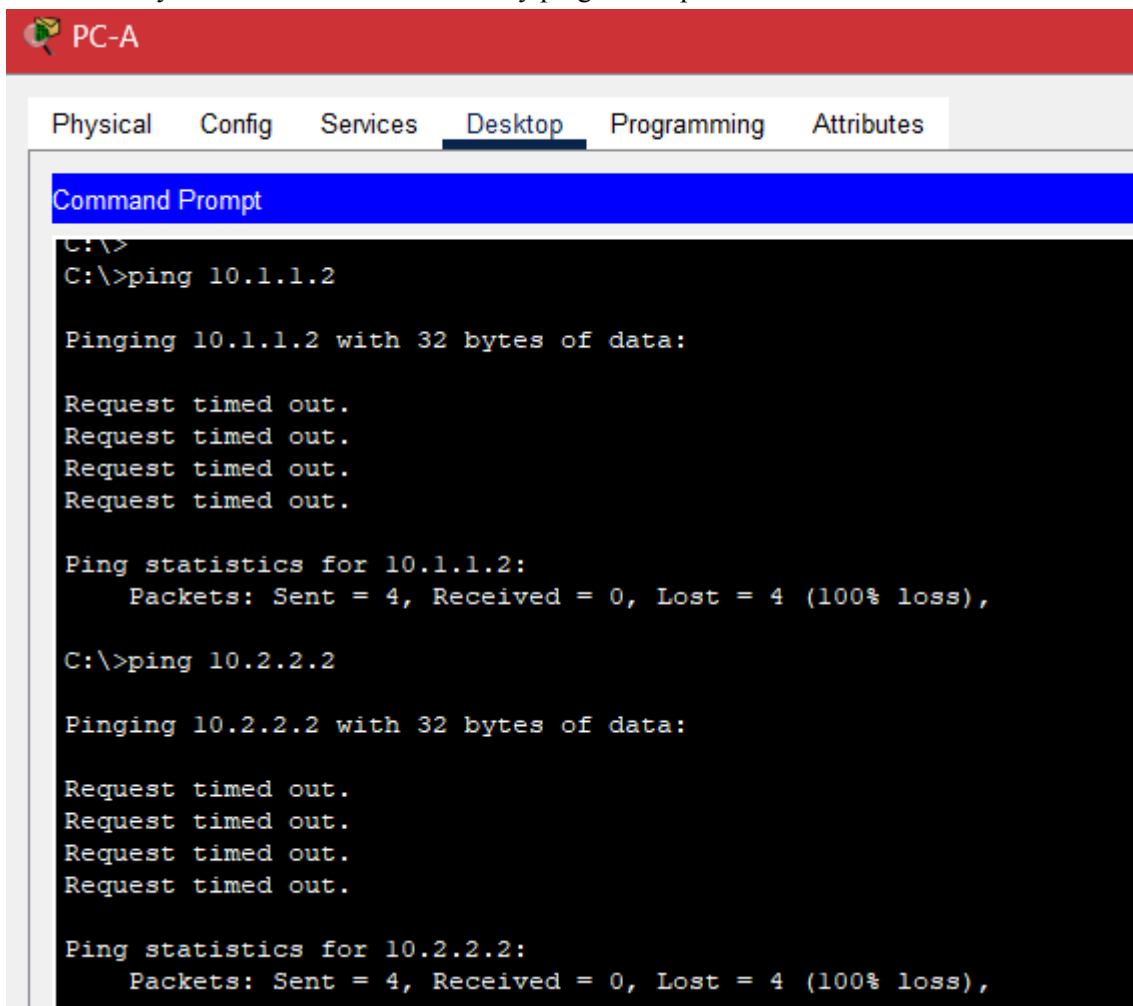 PC-A
Physical Config Services Desktop Programming Attributes
Command Prompt
C:\>
C:\>ping 10.1.1.2
Pinging 10.1.1.2 with 32 bytes of data:
Request timed out.
Request timed out.
Request timed out.
Request timed out.
Ping statistics for 10.1.1.2:
Packets: Sent = 4, Received = 0, Lost = 4 (100% loss),
C:\>ping 10.2.2.2
Pinging 10.2.2.2 with 32 bytes of data:
Request timed out.
Request timed out.
Request timed out.
Request timed out.
Ping statistics for 10.2.2.2:
Packets: Sent = 4, Received = 0, Lost = 4 (100% loss),